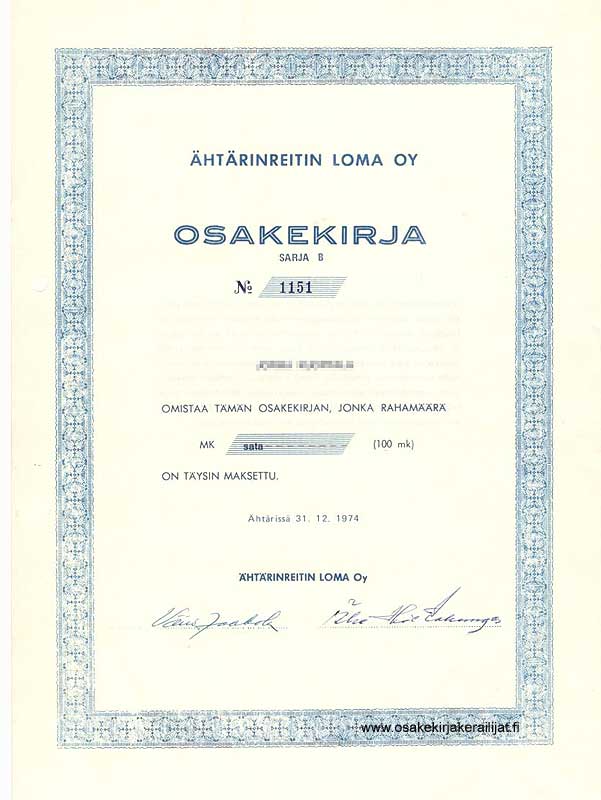 ÄHTÄRINREITIN LOMA OY
OSAKEKIRJA
SARJA B
№ 1151
OMISTAA TÄMÄN OSAKEKIRJAN, JONKA RAHAMÄÄRÄ
MK sata (100 mk)
ON TÄYSIN MAKSETTU.
Ähtärissä 31. 12. 1974
ÄHTÄRINREITIN LOMA Oy
www.osakekirjakerailijat.fi